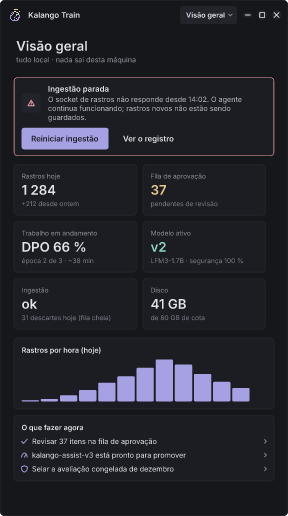 Kalango Train
Visão geral
Visão geral
tudo local · nada sai desta máquina
Ingestão parada
O socket de rastros não responde desde 14:02. O agente
continua funcionando; rastros novos não estão sendo
guardados.
Reiniciar ingestão
Ver o registro
Rastros hoje
1 284
+212 desde ontem
Fila de aprovação
37
pendentes de revisão
Trabalho em andamento
DPO 66 %
época 2 de 3 · ~38 min
Modelo ativo
v2
LFM3-1.7B · segurança 100 %
Ingestão
ok
31 descartes hoje (fila cheia)
Disco
41 GB
de 60 GB de cota
Rastros por hora (hoje)
O que fazer agora
Revisar 37 itens na fila de aprovação
kalango-assist-v3 está pronto para promover
Selar a avaliação congelada de dezembro